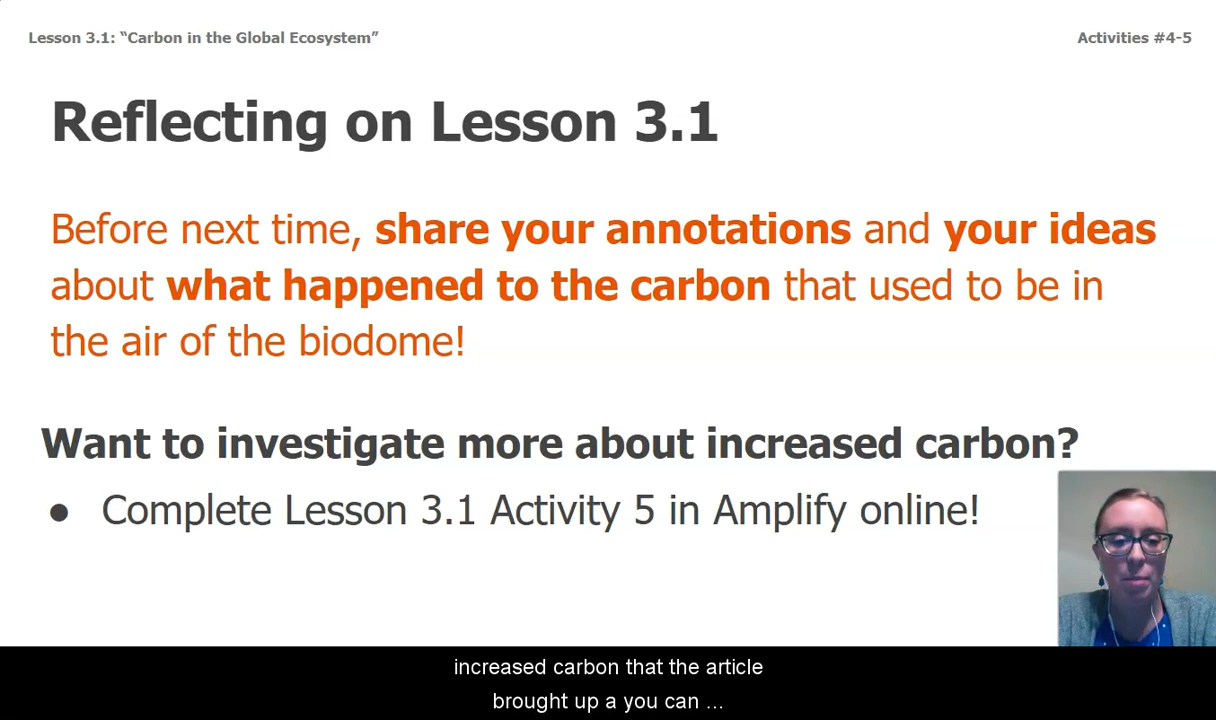 Lesson 3.1: “Carbon in the Global Ecosystem”
Activities #4-5
Reflecting on Lesson 3.1
Before next time, share your annotations and your ideas
about what happened to the carbon that used to be in
the air of the biodome!
Want to investigate more about increased carbon?
● Complete Lesson 3.1 Activity 5 in Amplify online!
increased carbon that the article
brought up a you can ...